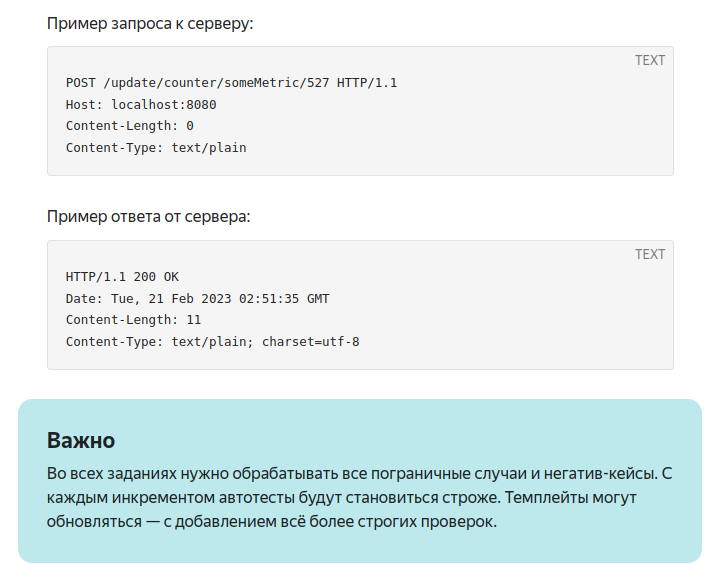 Пример запроса к серверу:
TEXT
POST /update/counter/someMetric/527 HTTP/1.1
Host: localhost:8080
Content-Length: 0
Content-Type: text/plain
Пример ответа от сервера:
TEXT
HTTP/1.1 200 OK
Date: Tue, 21 Feb 2023 02:51:35 GMT
Content-Length: 11
Content-Type: text/plain; charset=utf-8
Важно
Во всех заданиях нужно обрабатывать все пограничные случаи и негатив-кейсы. С
каждым инкрементом автотесты будут становиться строже. Темплейты могут
обновляться — с добавлением всё более строгих проверок.